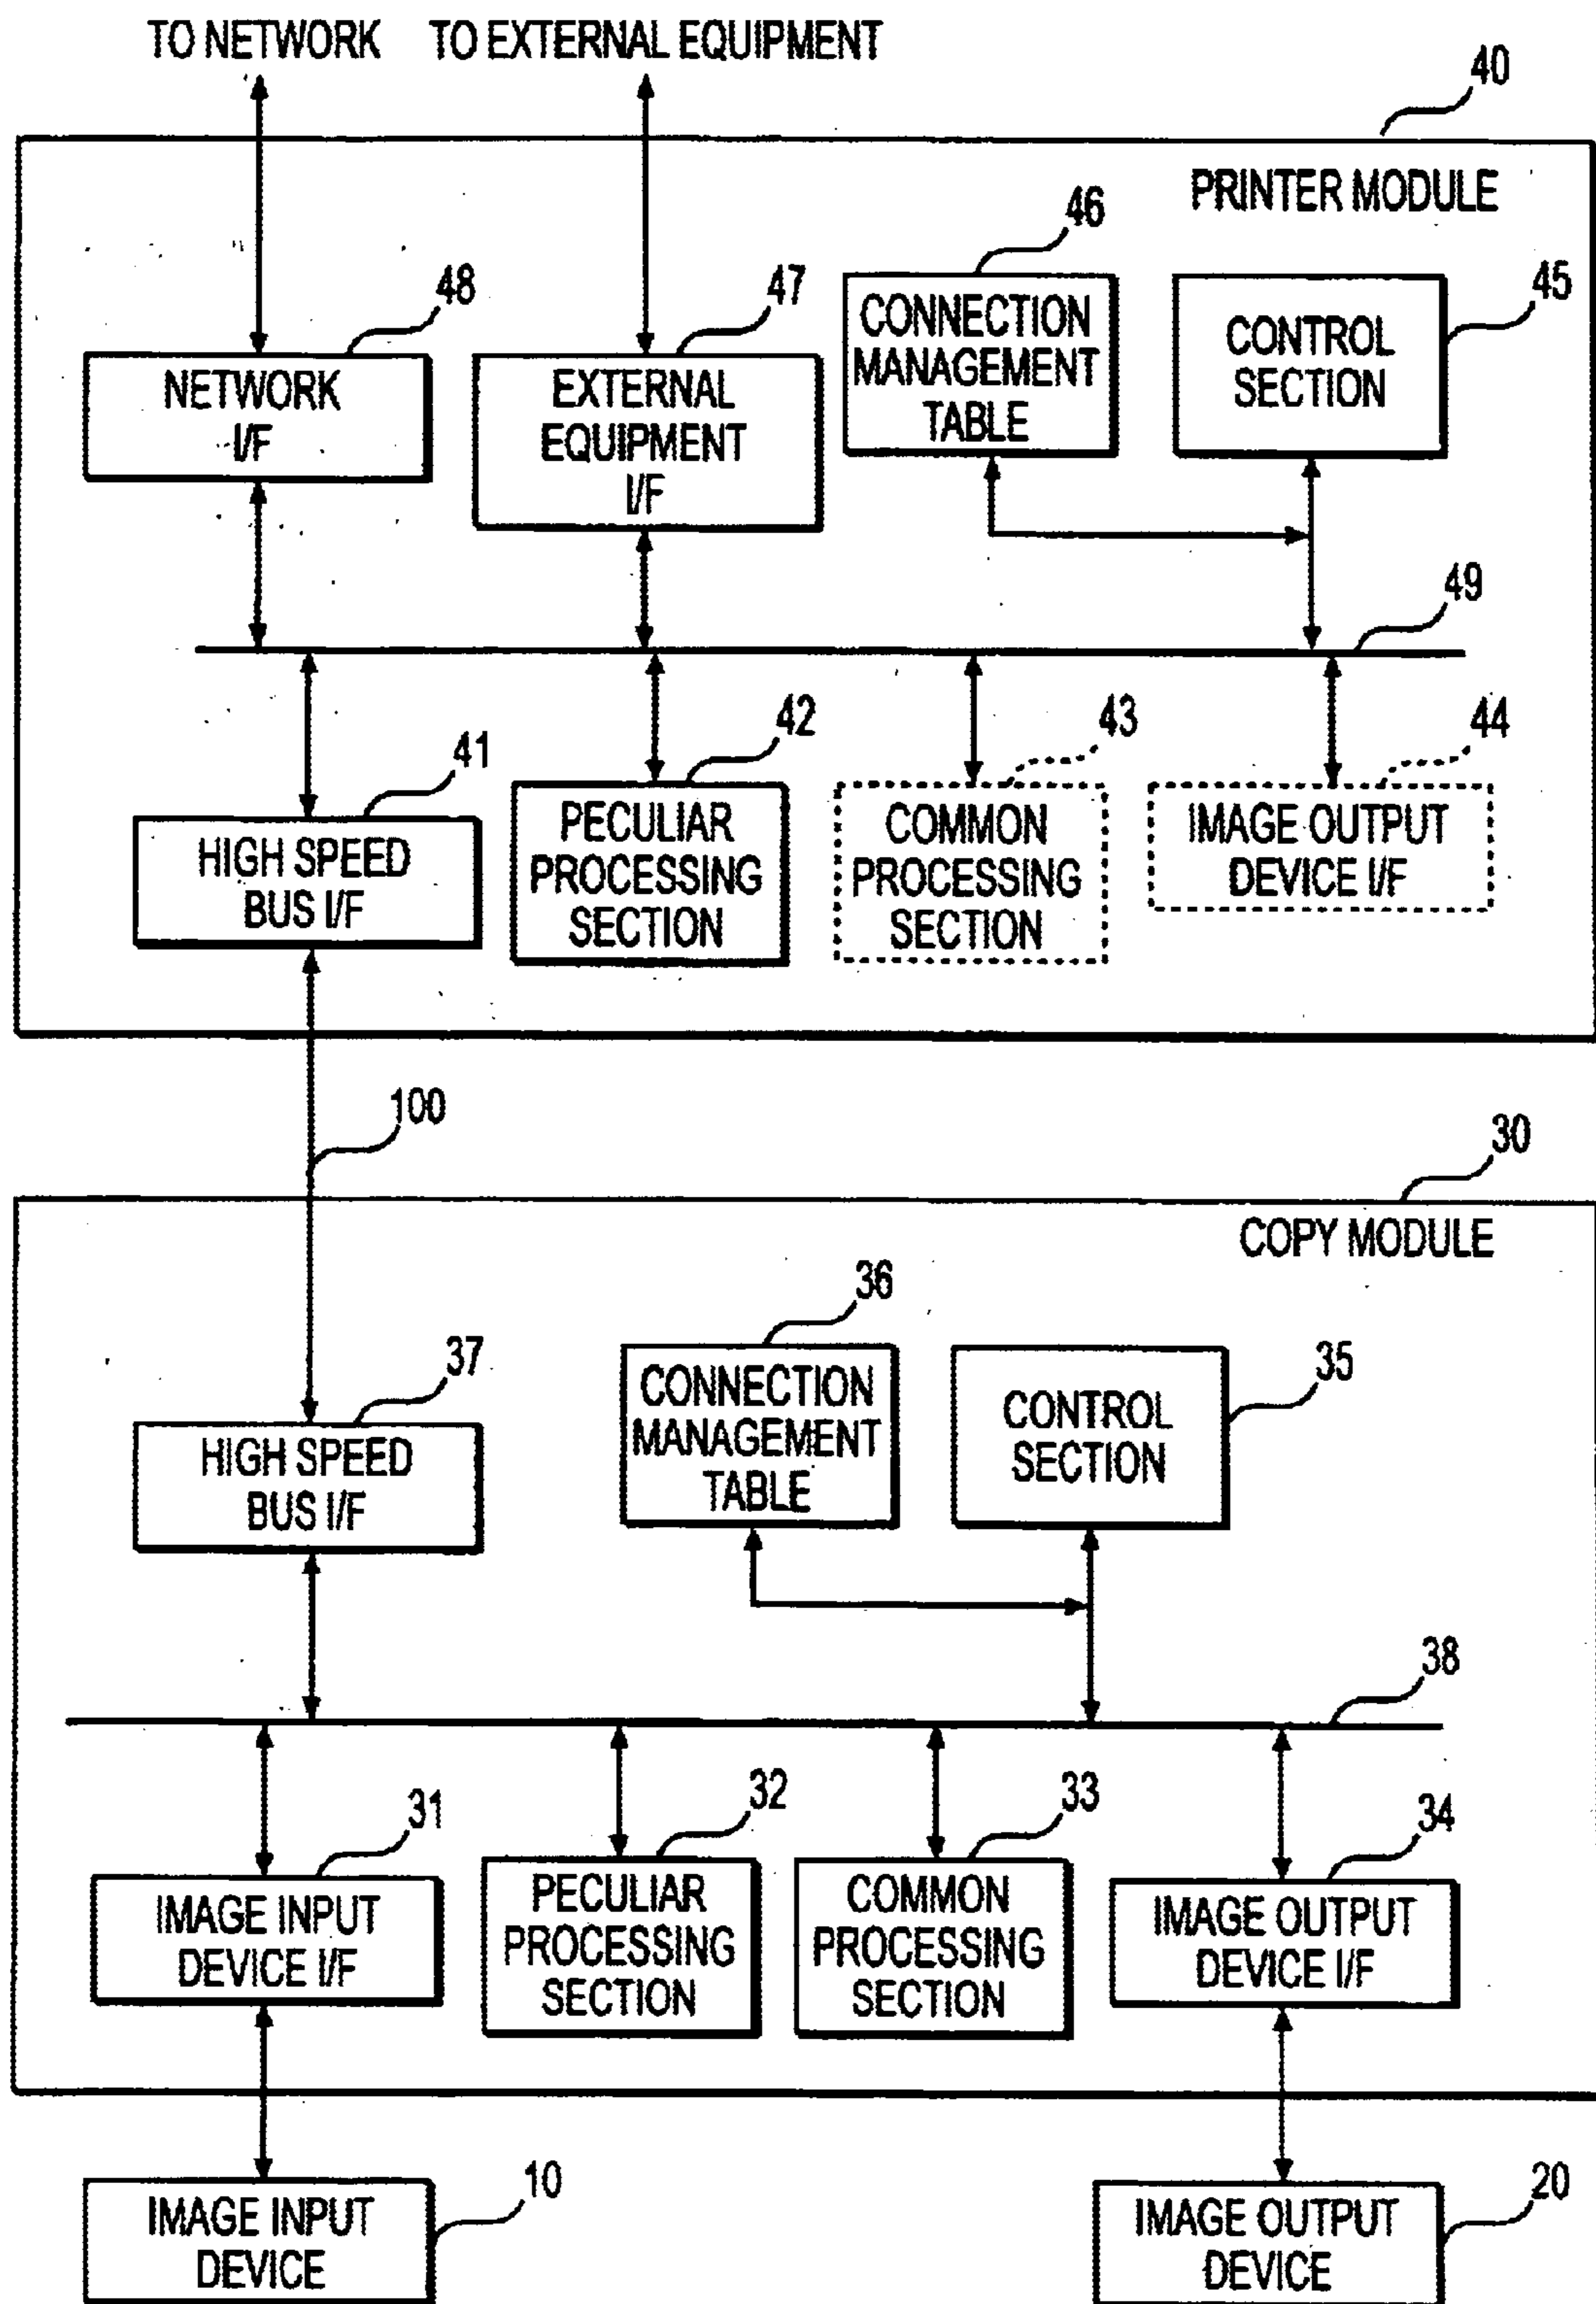 TO NETWORK
TO EXTERNAL EQUIPMENT
40
PRINTER MODULE
48
NETWORK
I/F
47
EXTERNAL
EQUIPMENT
I/F
46
CONNECTION
MANAGEMENT
TABLE
45
CONTROL
SECTION
49
41
HIGH SPEED
BUS I/F
42
PECULIAR
PROCESSING
SECTION
43
COMMON
PROCESSING
SECTION
44
IMAGE OUTPUT
DEVICE I/F
100
30
COPY MODULE
37
HIGH SPEED
BUS I/F
36
CONNECTION
MANAGEMENT
TABLE
35
CONTROL
SECTION
38
31
IMAGE INPUT
DEVICE I/F
32
PECULIAR
PROCESSING
SECTION
33
COMMON
PROCESSING
SECTION
34
IMAGE OUTPUT
DEVICE I/F
10
IMAGE INPUT
DEVICE
20
IMAGE OUTPUT
DEVICE